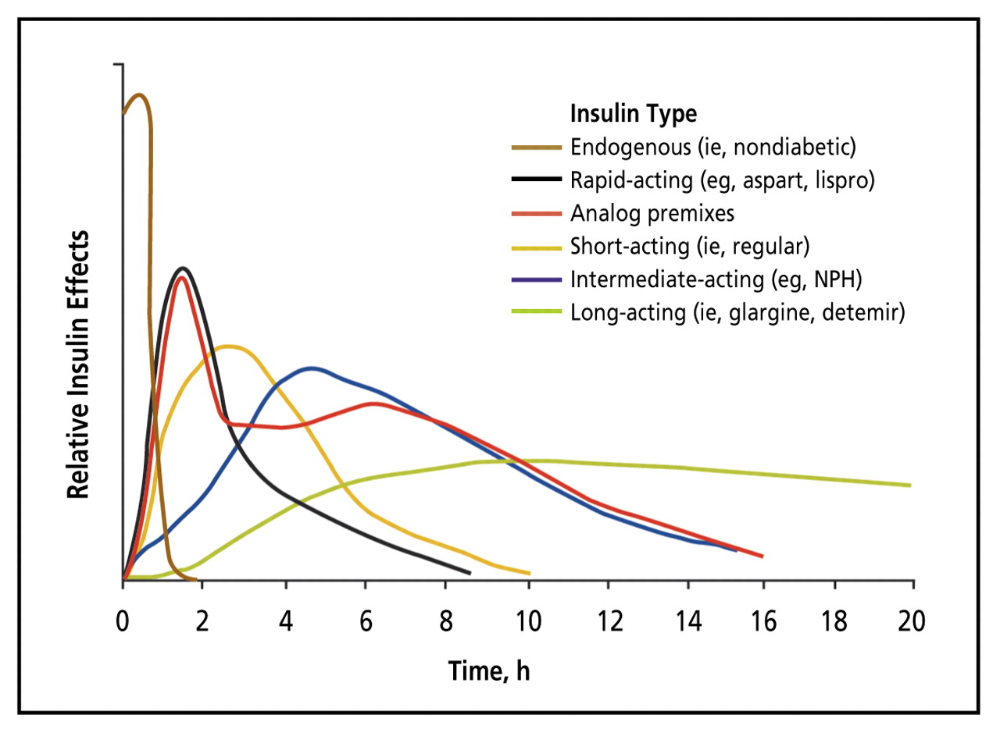 Insulin Type
Endogenous (ie, nondiabetic)
Rapid-acting (eg, aspart, lispro)
Analog premixes
Short-acting (ie, regular)
Intermediate-acting (eg, NPH)
Long-acting (ie, glargine, detemir)
Relative Insulin Effects
0 2 4 6 8 10 12 14 16 18 20
Time, h